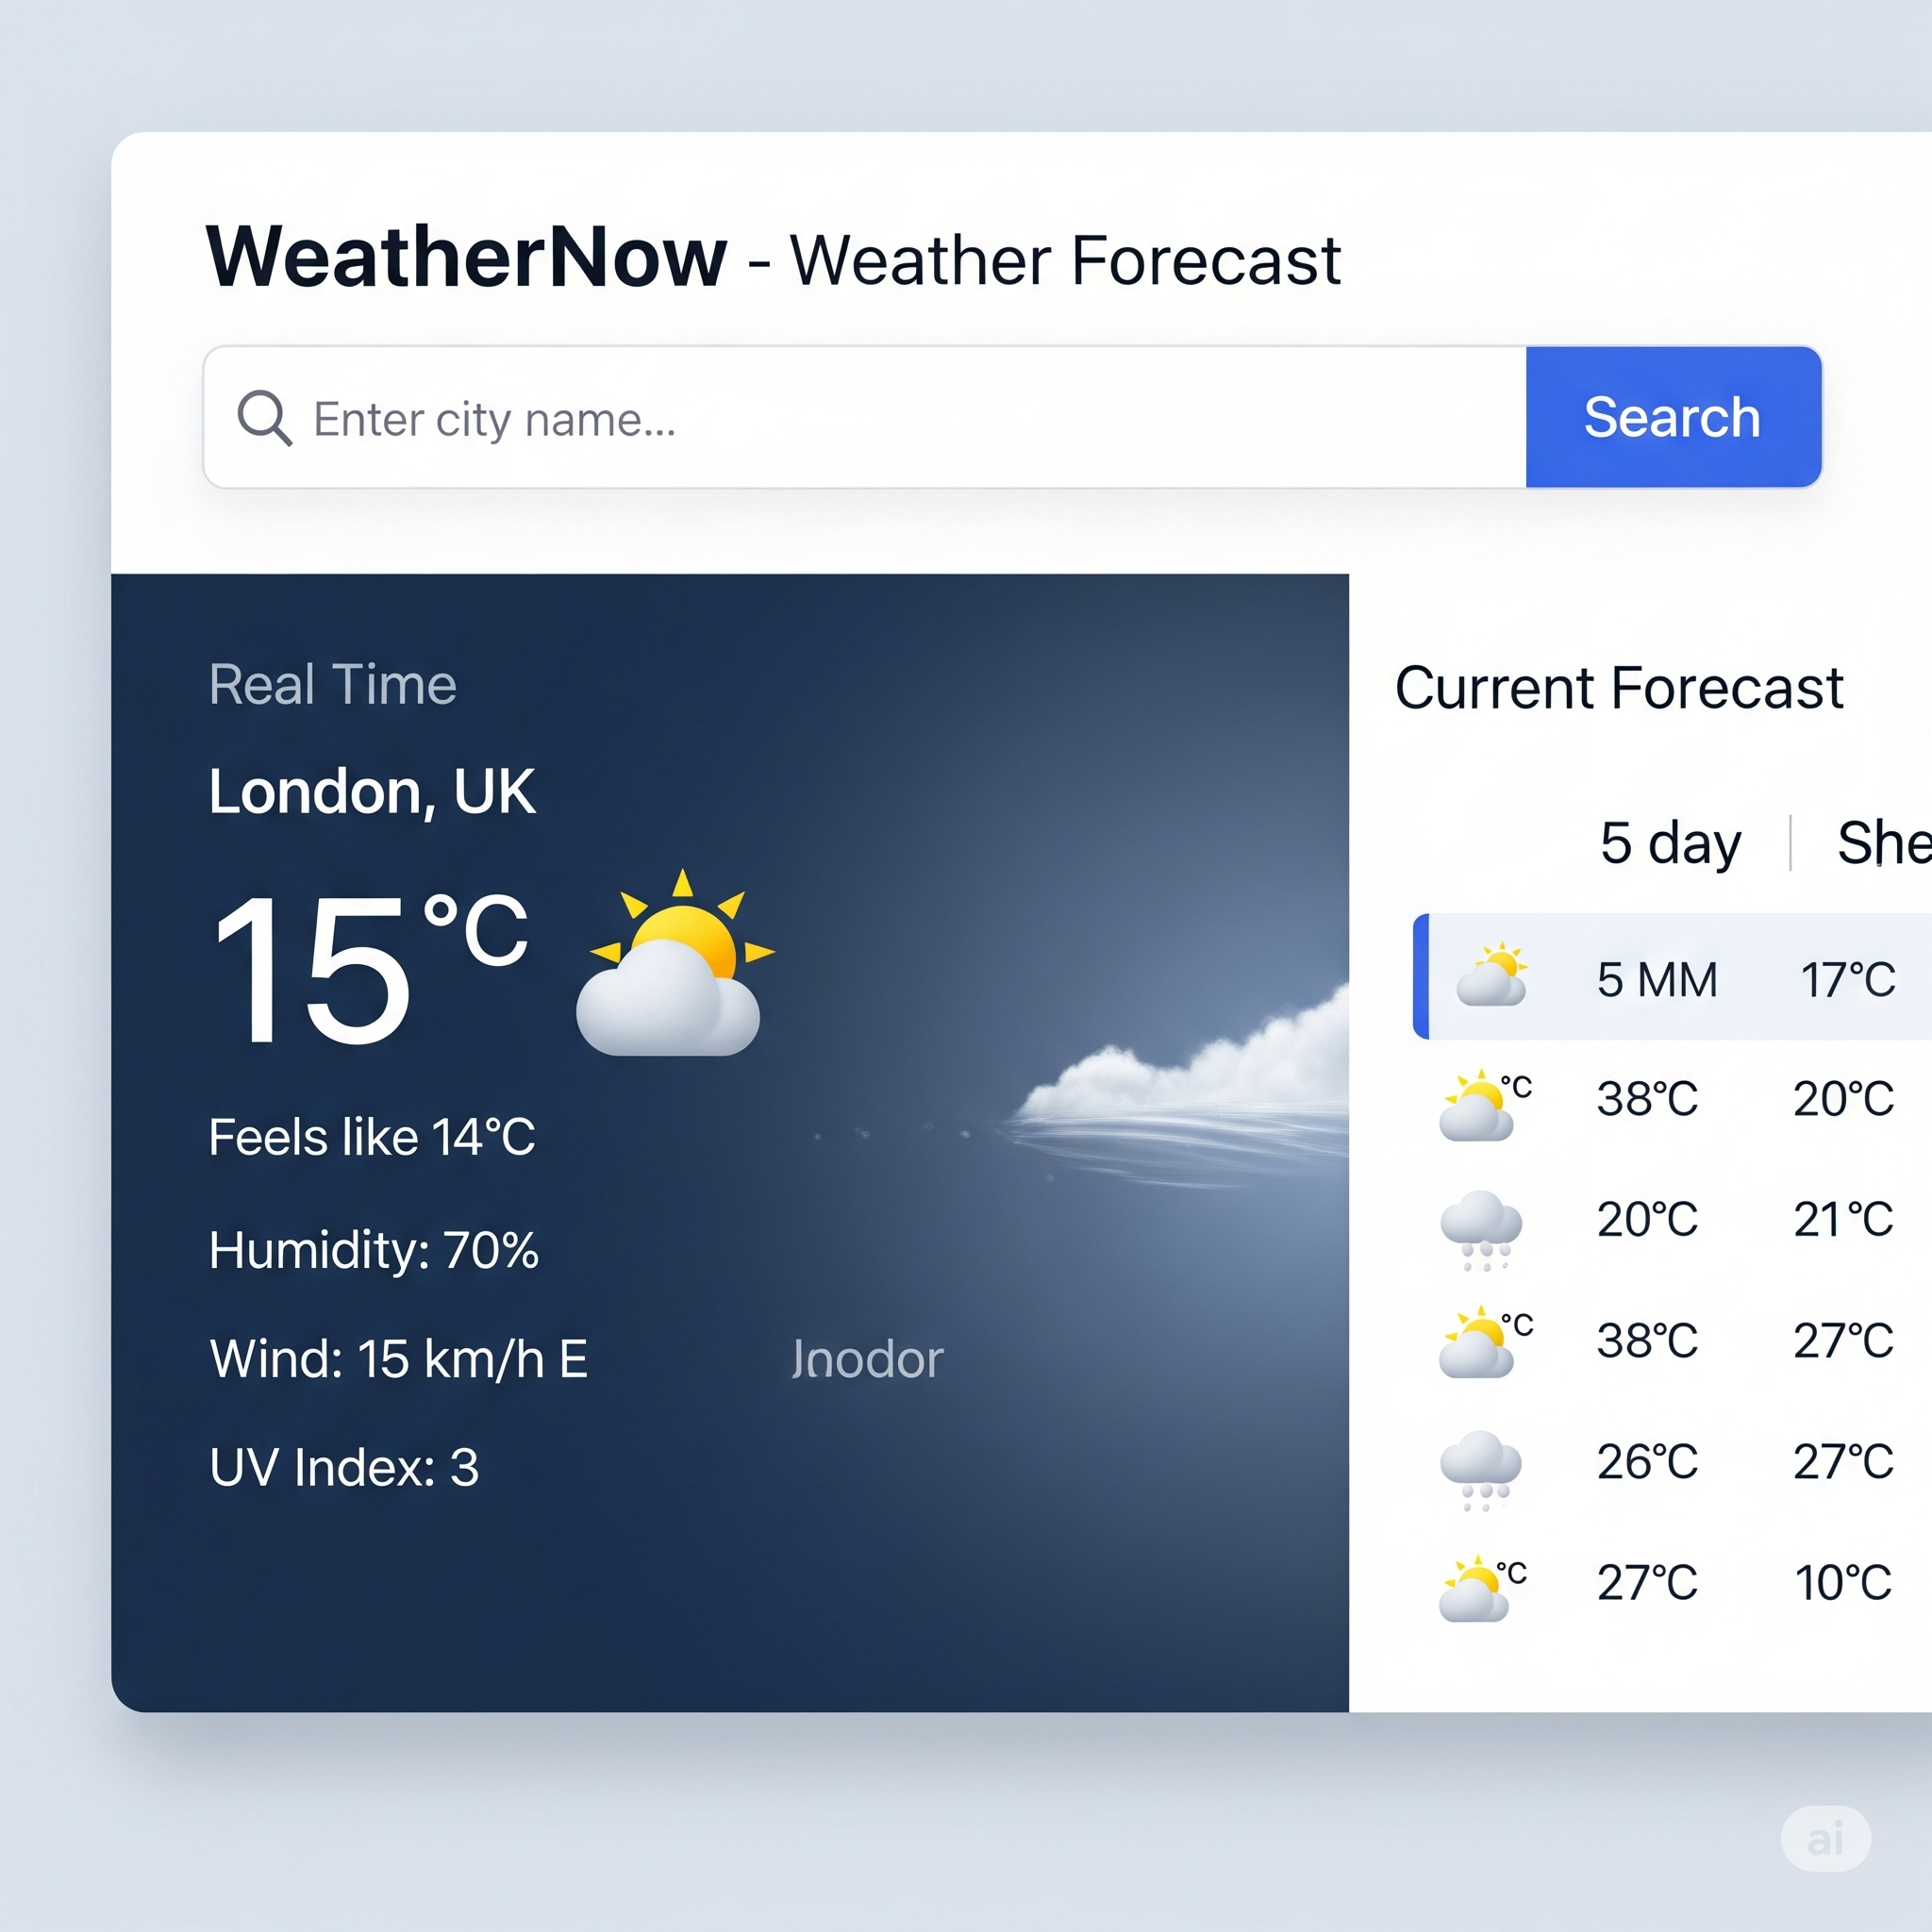 WeatherNow - Weather Forecast
Enter city name...
Search
Real Time
London, UK
15°C
Feels like 14°C
Humidity: 70%
Wind: 15 km/h E
Jnodor
UV Index: 3
Current Forecast
5 day | She
5 MM 17°C
°C 38°C 20°C
20°C 21°C
°C 38°C 27°C
26°C 27°C
°C 27°C 10°C
ai